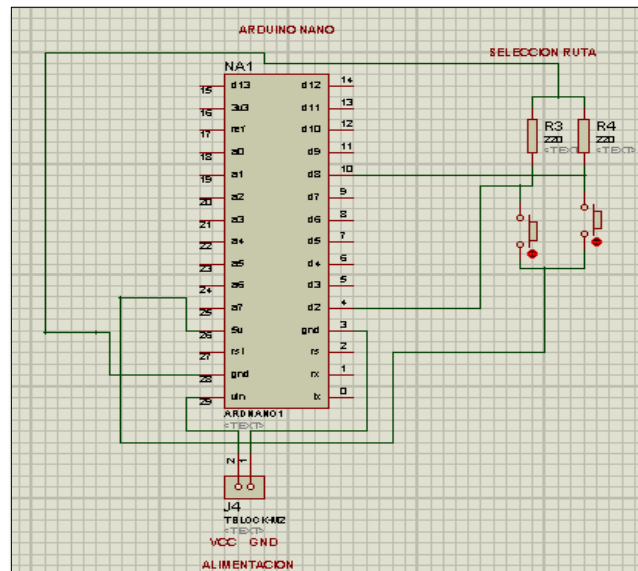 ARDUINO NANO
SELECCION RUTA
NA1
15 d13 d12 14
16 3v3 d11 13
17 ref d10 12
18 a0 d9 11
19 a1 d8 10
20 a2 d7 9
21 a3 d6 8
22 a4 d5 7
23 a5 d4 6
24 a6 d3 5
25 a7 d2 4
26 5v gnd 3
27 rs1 rs 2
28 gnd rx 1
29 vin tx 0
R3
220
<TEXT>
R4
220
<TEXT>
ARDNANO1
<TEXT>
2 1
J4
TBLOCK-M2
<TEXT>
VCC GND
ALIMENTACION